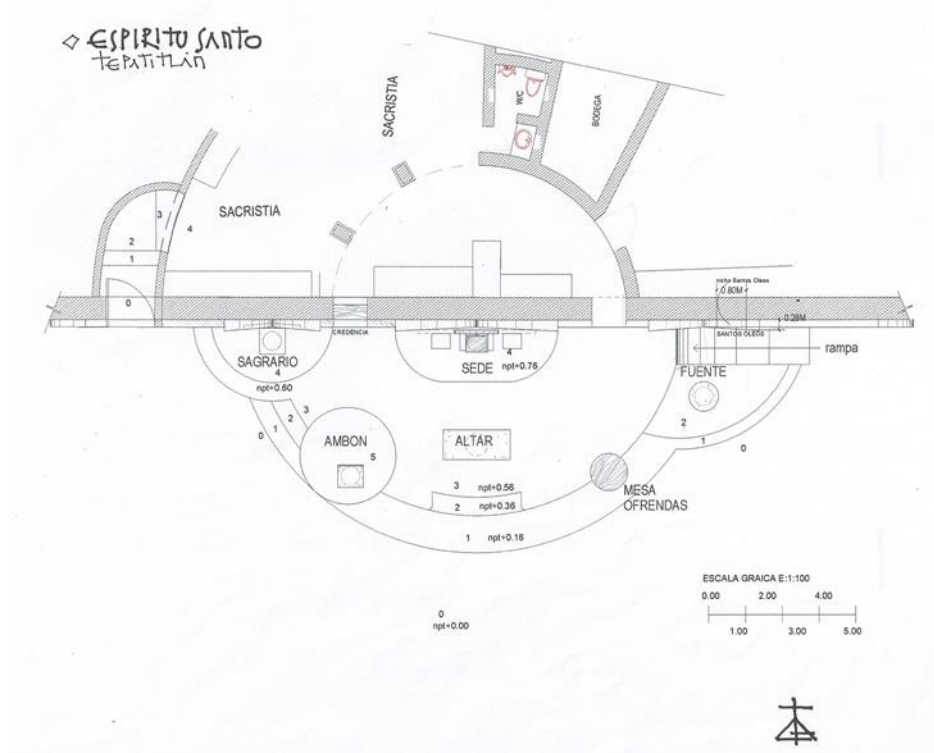 ESPIRITU SANTO
TEPATITLAN
SACRISTIA
W/C
BODEGA
SACRISTIA
3
4
2
1
0
nicho Santos Oleos
0.80M
0.28M
CREDENCIA
SANTOS OLEOS
rampa
SAGRARIO
4
npt+0.60
SEDE
4
npt+0.76
FUENTE
2
1
0
0
1
2
3
AMBON
5
ALTAR
3 npt+0.56
2 npt+0.36
1 npt+0.16
MESA
OFRENDAS
0
npt+0.00
ESCALA GRAICA E:1:100
0.00 2.00 4.00
1.00 3.00 5.00